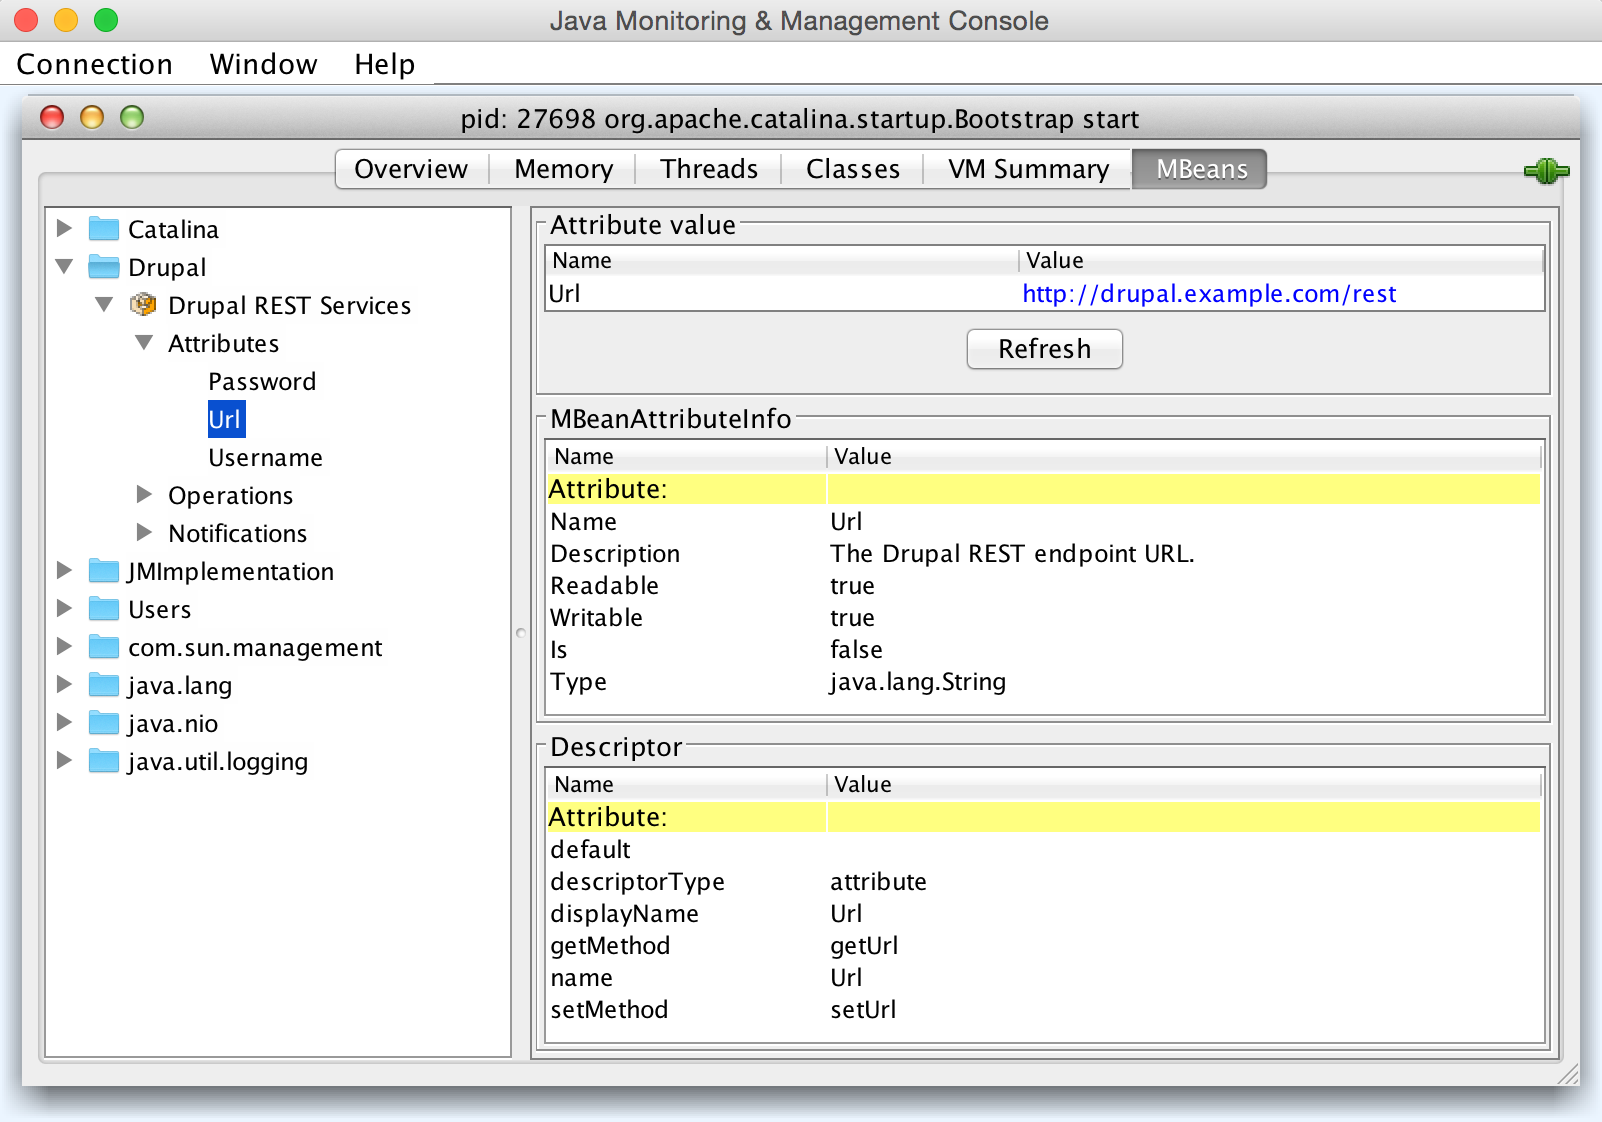 Java Monitoring & Management Console
Connection Window Help
pid: 27698 org.apache.catalina.startup.Bootstrap start
Overview Memory Threads Classes VM Summary MBeans
Catalina
Drupal
Drupal REST Services
Attributes
Password
Url
Username
Operations
Notifications
JMImplementation
Users
com.sun.management
java.lang
java.nio
java.util.logging
Attribute value
Name Value
Url http://drupal.example.com/rest
Refresh
MBeanAttributeInfo
Name Value
Attribute:
Name Url
Description The Drupal REST endpoint URL.
Readable true
Writable true
Is false
Type java.lang.String
Descriptor
Name Value
Attribute:
default
descriptorType attribute
displayName Url
getMethod getUrl
name Url
setMethod setUrl